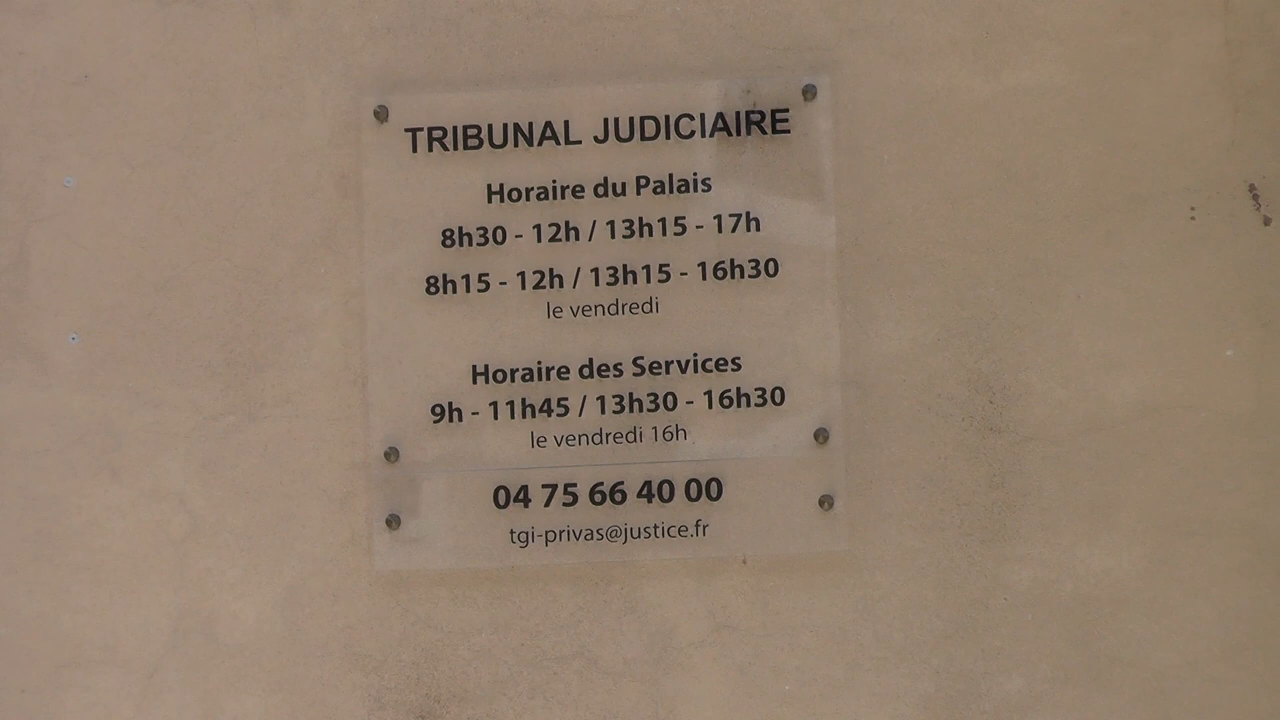 TRIBUNAL JUDICIAIRE
Horaire du Palais
8h30 - 12h / 13h15 - 17h
8h15 - 12h / 13h15 - 16h30
le vendredi
Horaire des Services
9h - 11h45 / 13h30 - 16h30
le vendredi 16h
04 75 66 40 00
tgi-privas@justice.fr